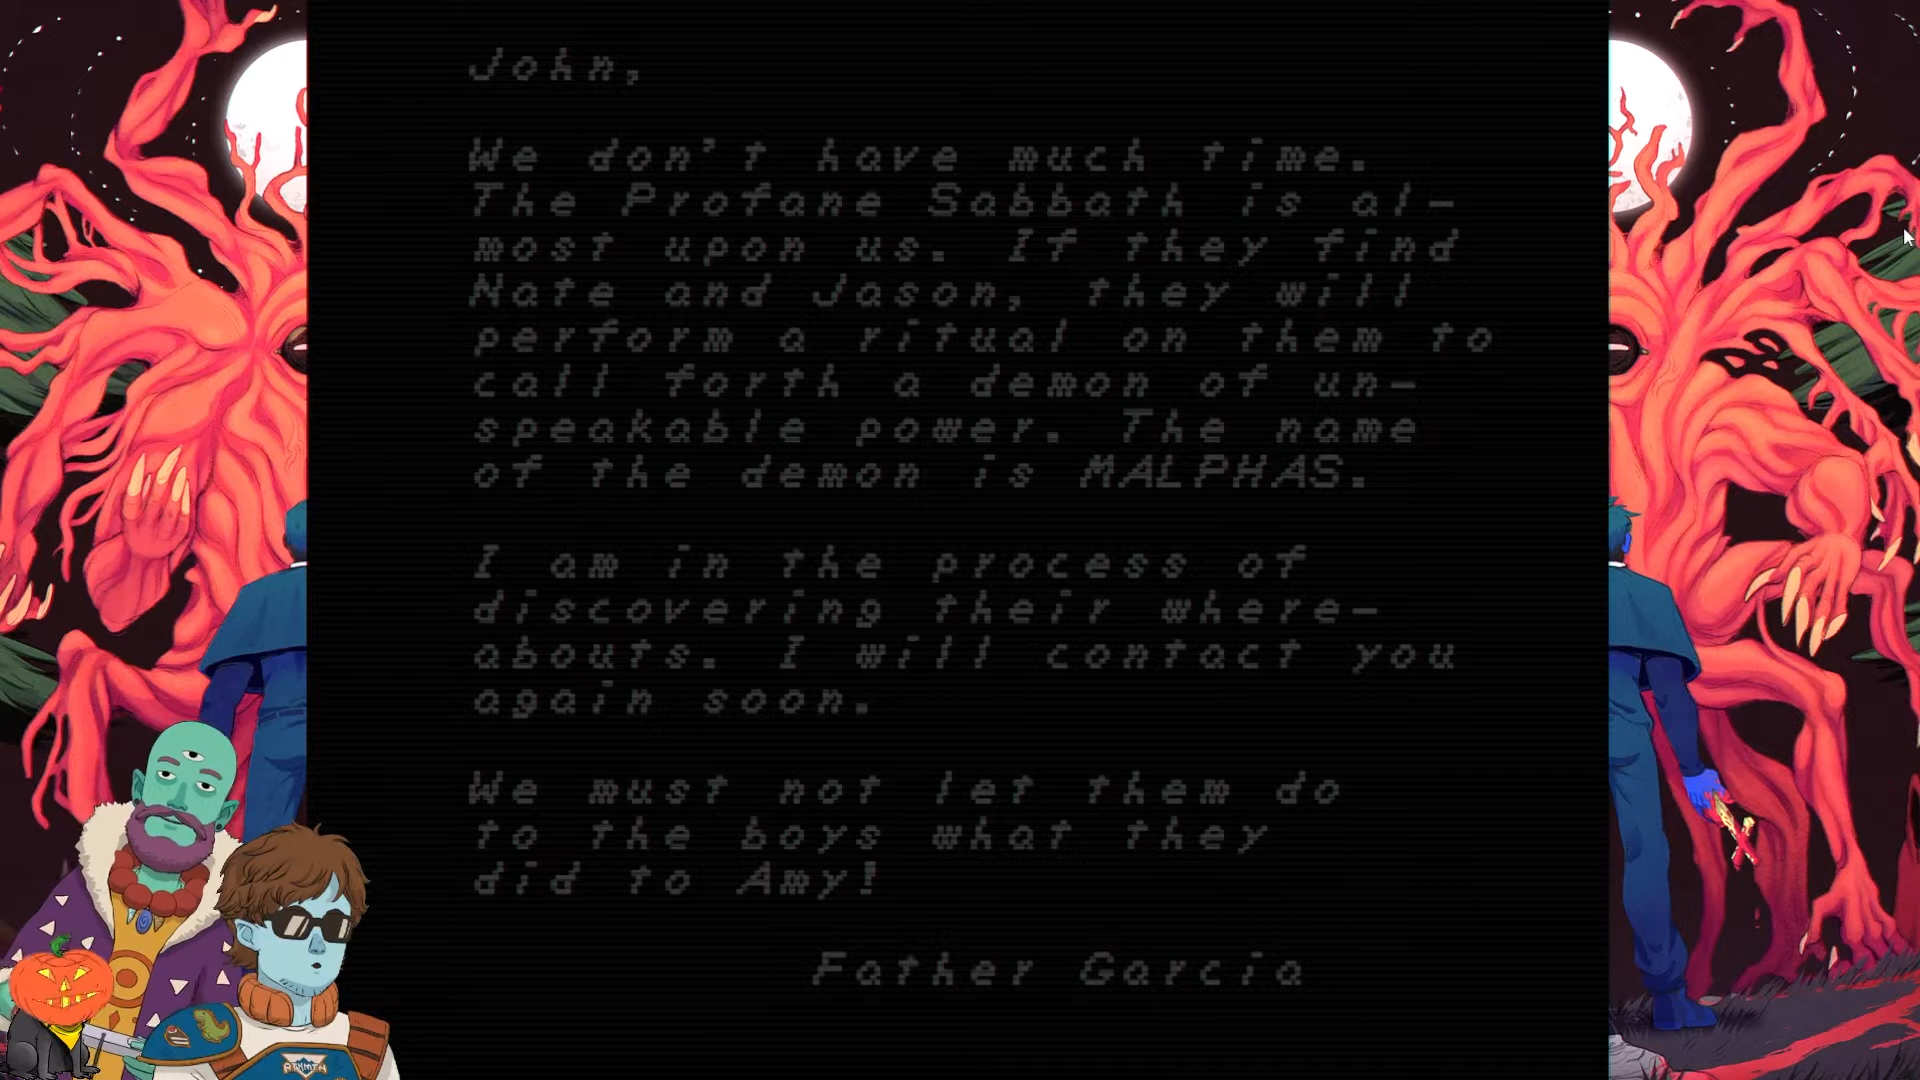 John,
We don't have much time.
The Profane Sabbath is al-
most upon us. If they find
Nate and Jason, they will
perform a ritual on them to
call forth a demon of un-
speakable power. The name
of the demon is MALPHAS.
I am in the process of
discovering their where-
abouts. I will contact you
again soon.
We must not let them do
to the boys what they
did to Amy!
Father Garcia